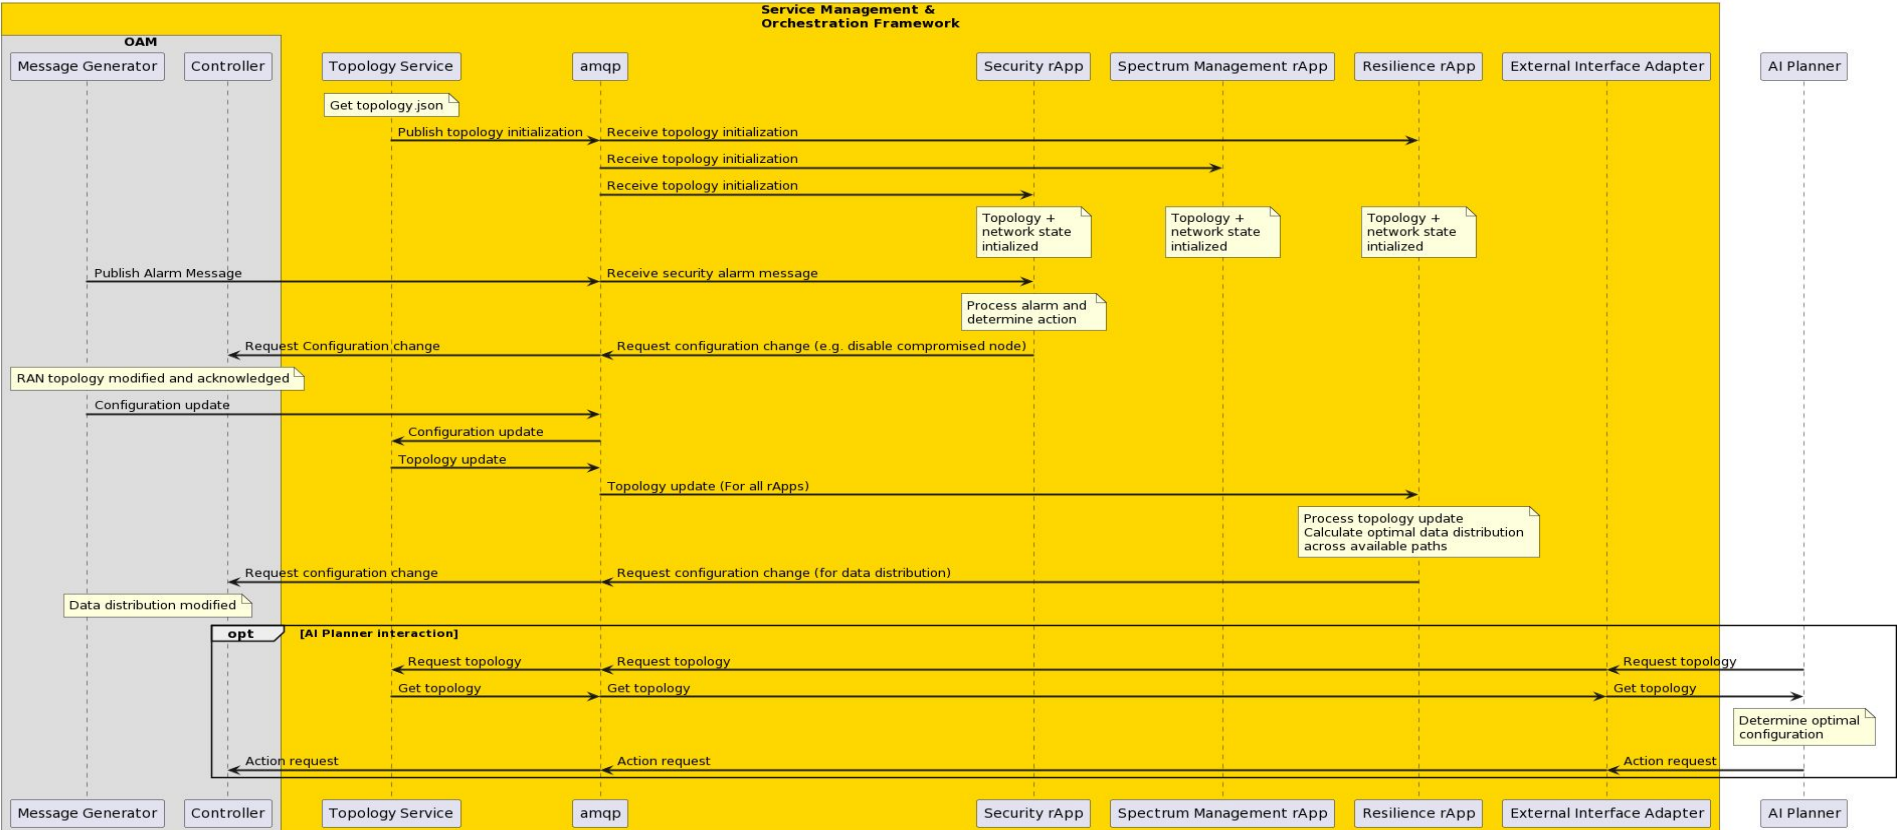 Service Management &
Orchestration Framework
OAM
Message Generator
Controller
Topology Service
amqp
Security rApp
Spectrum Management rApp
Resilience rApp
External Interface Adapter
AI Planner
Get topology.json
Publish topology initialization
Receive topology initialization
Receive topology initialization
Receive topology initialization
Topology +
network state
intialized
Topology +
network state
intialized
Topology +
network state
intialized
Publish Alarm Message
Receive security alarm message
Process alarm and
determine action
Request Configuration change
Request configuration change (e.g. disable compromised node)
RAN topology modified and acknowledged
Configuration update
Configuration update
Topology update
Topology update (For all rApps)
Process topology update
Calculate optimal data distribution
across available paths
Request configuration change
Request configuration change (for data distribution)
Data distribution modified
opt
[AI Planner interaction]
Request topology
Request topology
Request topology
Get topology
Get topology
Get topology
Determine optimal
configuration
Action request
Action request
Action request
Message Generator
Controller
Topology Service
amqp
Security rApp
Spectrum Management rApp
Resilience rApp
External Interface Adapter
AI Planner